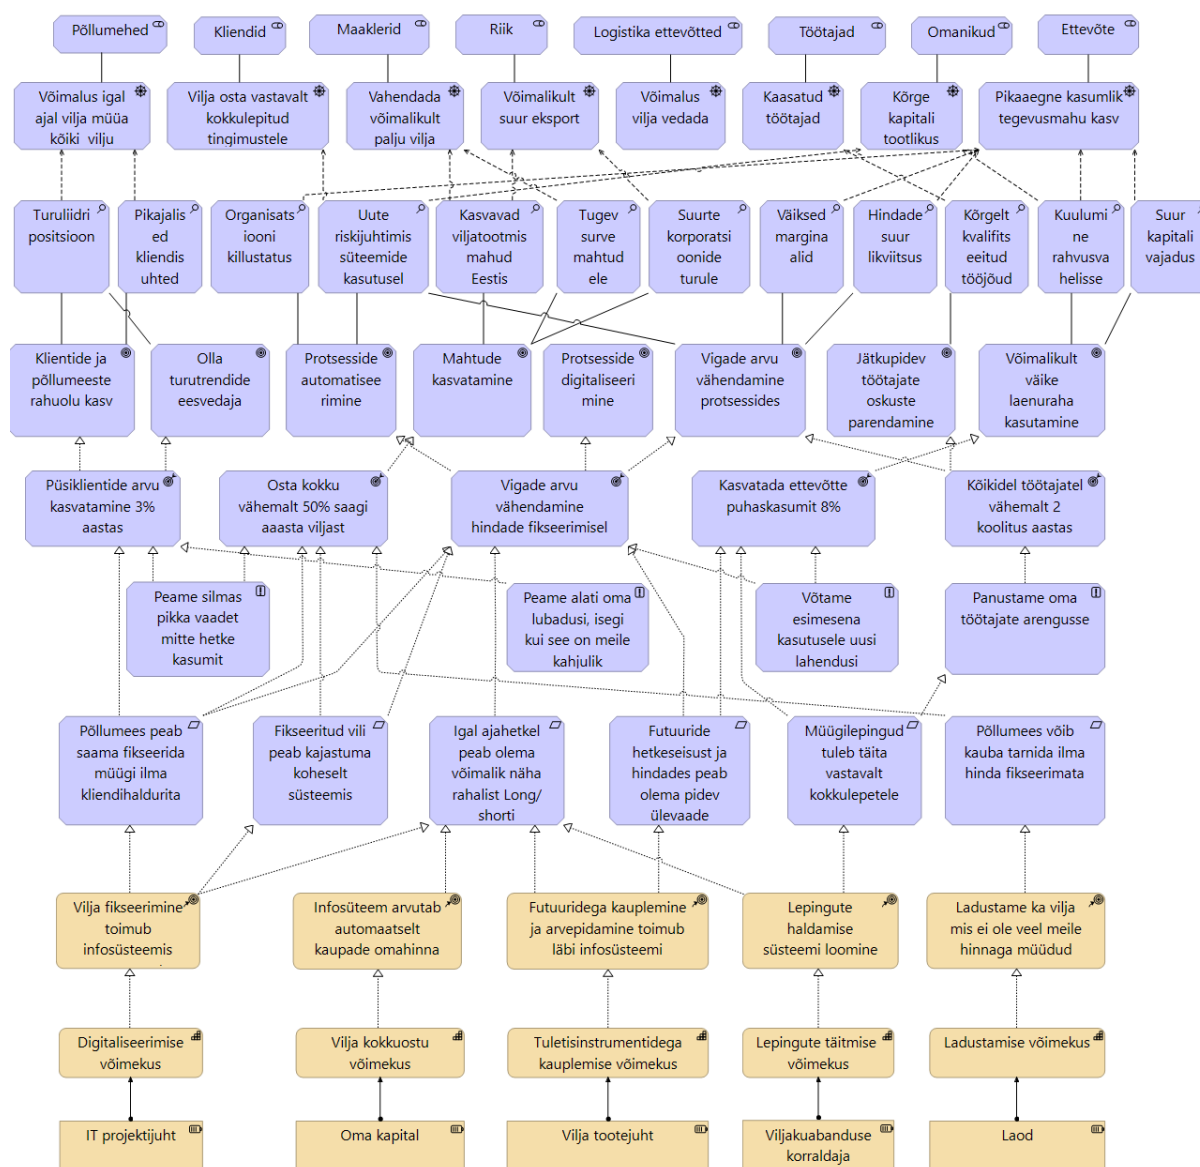 Põllumehed
Kliendid
Maaklerid
Riik
Logistika ettevõtted
Töötajad
Omanikud
Ettevõte
Võimalus igal
ajal vilja müüa
kõiki vilju
Vilja osta vastavalt
kokkulepitud
tingimustele
Vahendada
võimalikult
palju vilja
Võimalikult
suur eksport
Võimalus
vilja vedada
Kaasatud
töötajad
Kõrge
kapitali
tootlikus
Pikaaegne kasumlik
tegevusmahu kasv
Turuliidri
positsioon
Pikajalis
ed
kliendis
uhted
Organisats
iooni
killustatus
Uute
riskijuhtimis
süteemide
kasutusel
Kasvavad
viljatootmis
mahud
Eestis
Tugev
surve
mahtud
ele
Suurte
korporatsi
oonide
turule
Väiksed
margina
alid
Hindade
suur
likviitsus
Kõrgelt
kvalifits
eeitud
tööjõud
Kuulumi
ne
rahvusva
helisse
Suur
kapitali
vajadus
Klientide ja
põllumeeste
rahuolu kasv
Olla
turutrendide
eesvedaja
Protsesside
automatisee
rimine
Mahtude
kasvatamine
Protsesside
digitaliseeri
mine
Vigade arvu
vähendamine
protsessides
Jätkupidev
töötajate
oskuste
parendamine
Võimalikult
väike
laenuraha
kasutamine
Püsiklientide arvu
kasvatamine 3%
aastas
Osta kokku
vähemalt 50% saagi
aaasta viljast
Vigade arvu
vähendamine
hindade fikseerimisel
Kasvatada ettevõtte
puhaskasumit 8%
Kõikidel töötajatel
vähemalt 2
koolitus aastas
Peame silmas
pikka vaadet
mitte hetke
kasumit
Peame alati oma
lubadusi, isegi
kui see on meile
kahjulik
Võtame
esimesena
kasutusele uusi
lahendusi
Panustame oma
töötajate arengusse
Põllumees peab
saama fikseerida
müügi ilma
kliendihaldurita
Fikseeritud vili
peab kajastuma
koheselt
süsteemis
Igal ajahetkel
peab olema
võimalik näha
rahalist Long/
shorti
Futuuride
hetkeseisust ja
hindades peab
olema pidev
ülevaade
Müügilepingud
tuleb täita
vastavalt
kokkulepetele
Põllumees võib
kauba tarnida ilma
hinda fikseerimata
Vilja fikseerimine
toimub
infosüsteemis
Infosüteem arvutab
automaatselt
kaupade omahinna
Futuuridega kauplemine
ja arvepidamine toimub
läbi infosüsteemi
Lepingute
haldamise
süsteemi loomine
Ladustame ka vilja
mis ei ole veel meile
hinnaga müüdud
Digitaliseerimise
võimekus
Vilja kokkuostu
võimekus
Tuletisinstrumentidega
kauplemise võimekus
Lepingute täitmise
võimekus
Ladustamise võimekus
IT projektijuht
Oma kapital
Vilja tootejuht
Viljakuabanduse
korraldaja
Laod